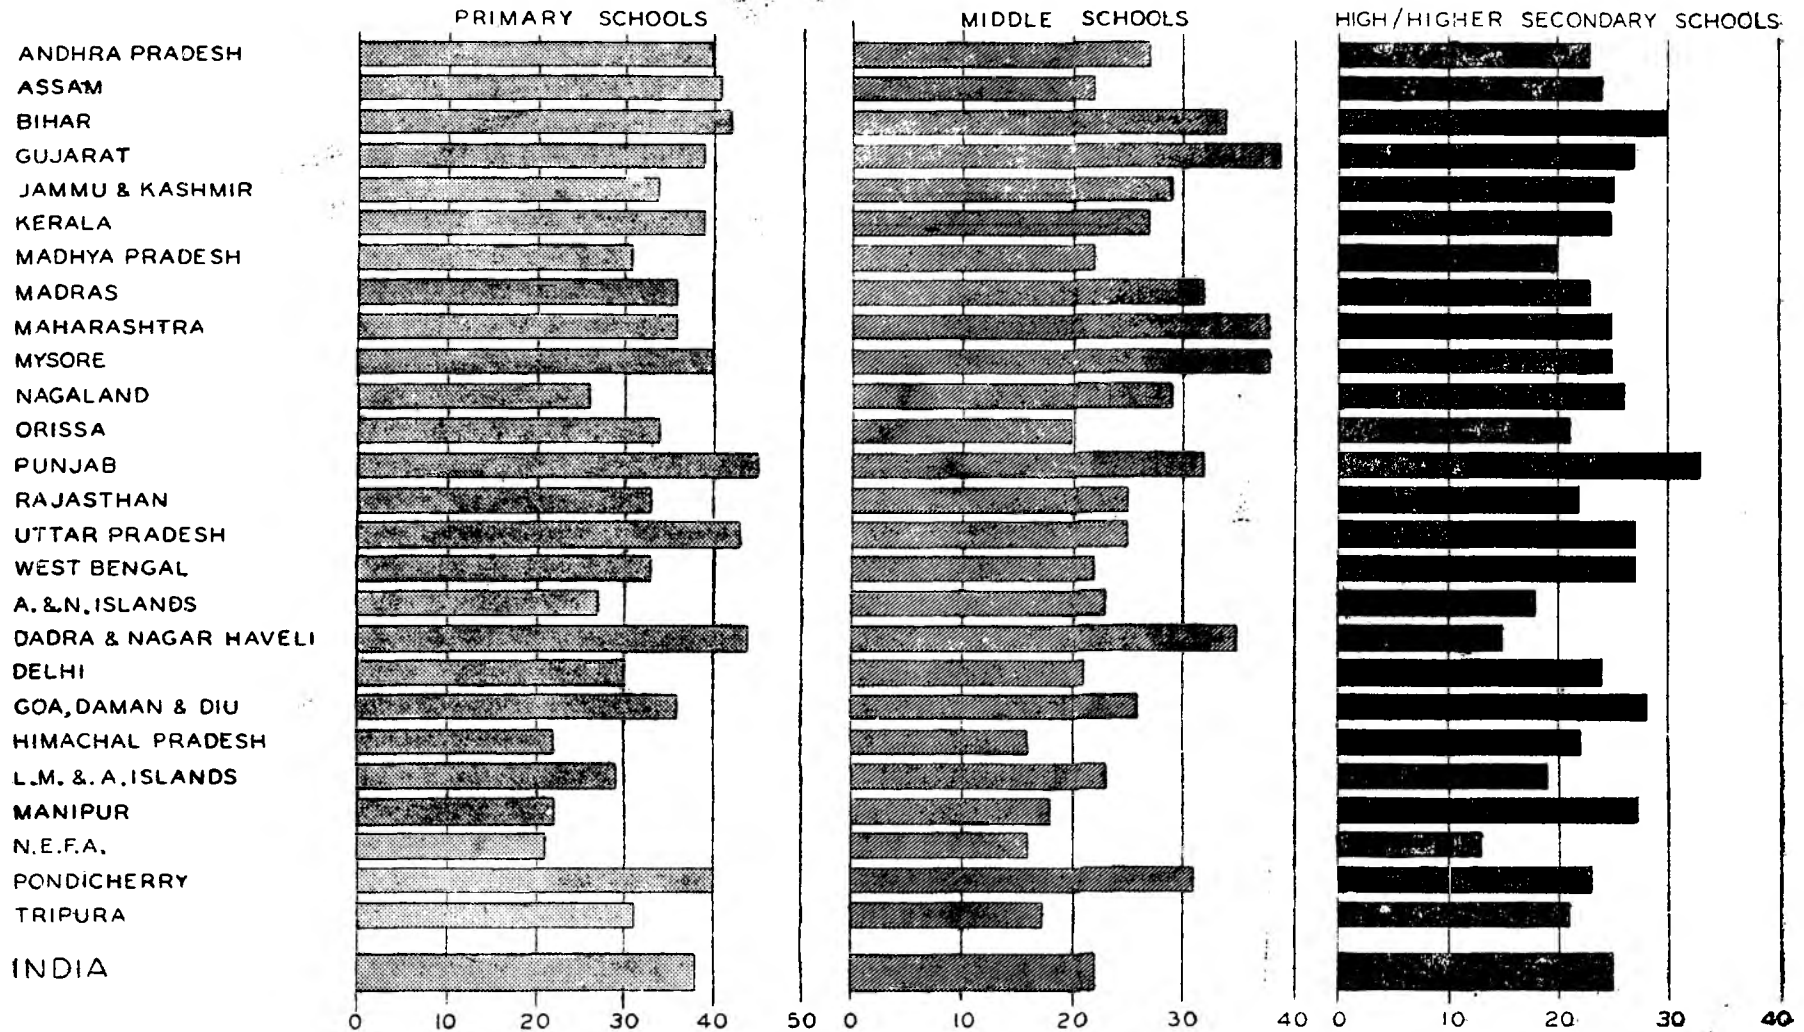 PRIMARY SCHOOLS MIDDLE SCHOOLS HIGH/HIGHER SECONDARY SCHOOLS
ANDHRA PRADESH
ASSAM
BIHAR
GUJARAT
JAMMU & KASHMIR
KERALA
MADHYA PRADESH
MADRAS
MAHARASHTRA
MYSORE
NAGALAND
ORISSA
PUNJAB
RAJASTHAN
UTTAR PRADESH
WEST BENGAL
A. & N. ISLANDS
DADRA & NAGAR HAVELI
DELHI
GOA, DAMAN & DIU
HIMACHAL PRADESH
L.M. & A. ISLANDS
MANIPUR
N.E.F.A.
PONDICHERRY
TRIPURA
INDIA
0 10 20 30 40 50 0 10 20 30 40 0 10 20 30 40